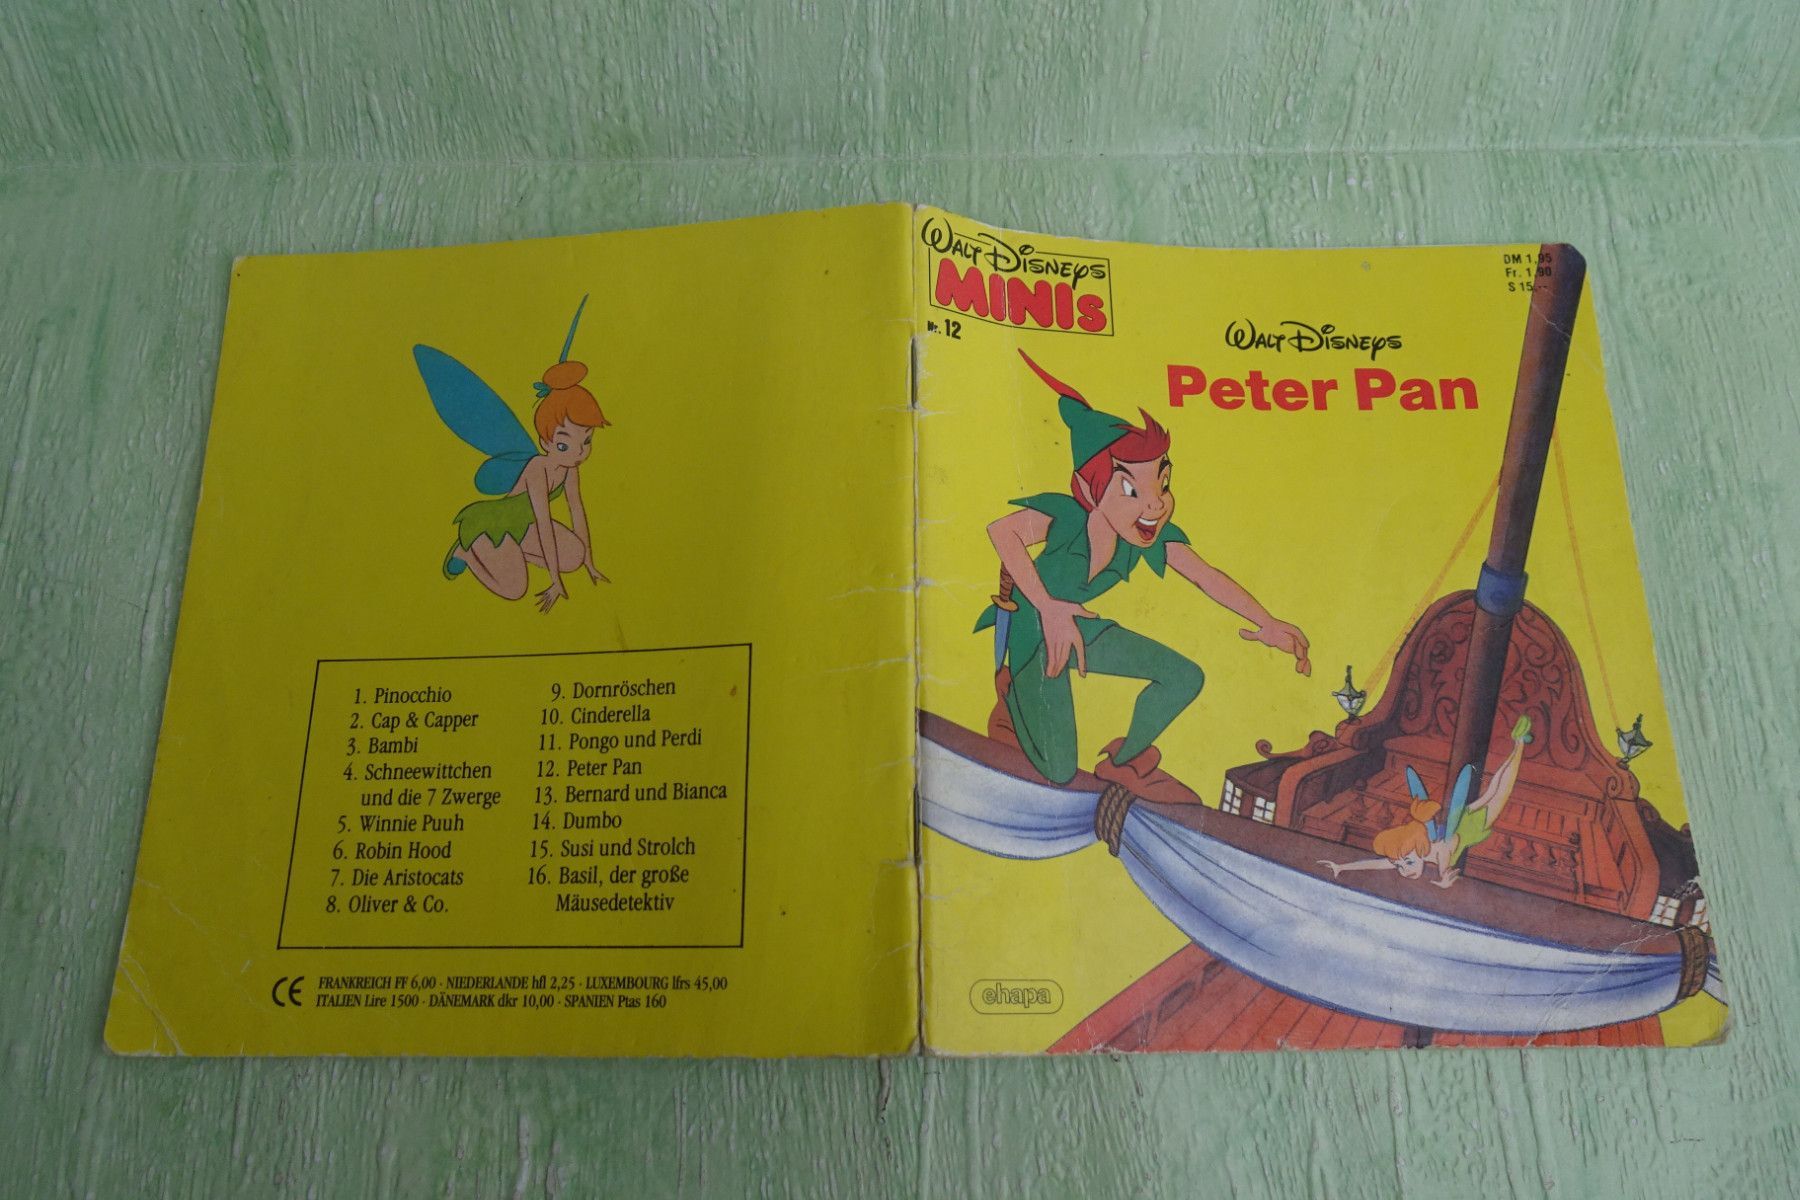 1. Pinocchio
2. Cap & Capper
3. Bambi
4. Schneewittchen
und die 7 Zwerge
5. Winnie Puuh
6. Robin Hood
7. Die Aristocats
8. Oliver & Co.
9. Dornröschen
10. Cinderella
11. Pongo und Perdi
12. Peter Pan
13. Bernard und Bianca
14. Dumbo
15. Susi und Strolch
16. Basil, der große
Mäusedetektiv
CE
FRANKREICH FF 6,00 · NIEDERLANDE hfl 2,25 · LUXEMBOURG lfrs 45,00
ITALIEN Lire 1500 · DÄNEMARK dkr 10,00 · SPANIEN Ptas 160
WALT DISNEYS
MINIS
Nr. 12
DM 1,95
Fr. 1,90
S 15,--
WALT DISNEYS
Peter Pan
ehapa